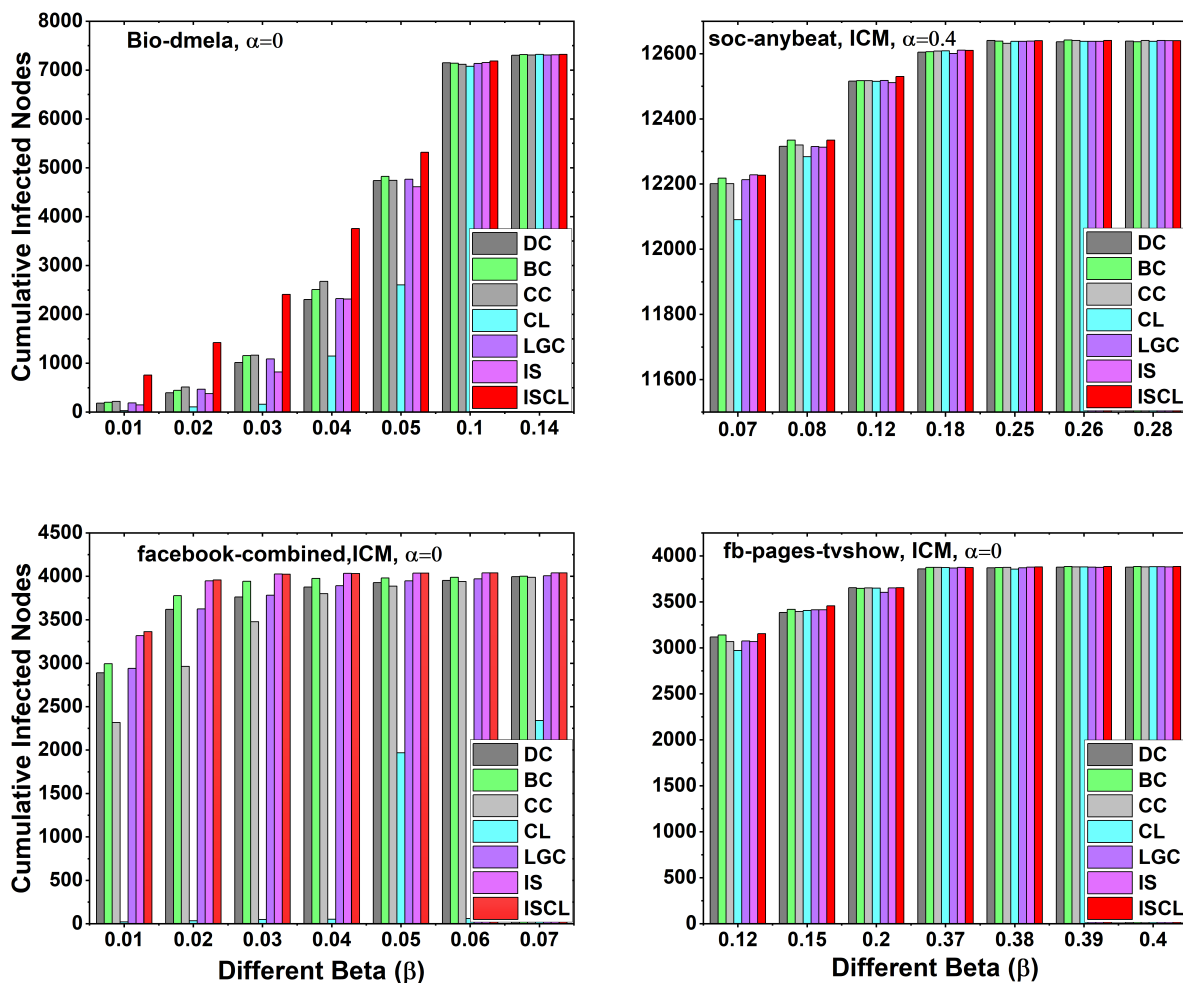 Cumulative Infected Nodes
Bio-dmela, α=0
8000
7000
6000
5000
4000
3000
2000
1000
0
DC
BC
CC
CL
LGC
IS
ISCL
0.01 0.02 0.03 0.04 0.05 0.1 0.14
soc-anybeat, ICM, α=0.4
12600
12400
12200
12000
11800
11600
DC
BC
CC
CL
LGC
IS
ISCL
0.07 0.08 0.12 0.18 0.25 0.26 0.28
Cumulative Infected Nodes
facebook-combined,ICM, α=0
4500
4000
3500
3000
2500
2000
1500
1000
500
0
DC
BC
CC
CL
LGC
IS
ISCL
0.01 0.02 0.03 0.04 0.05 0.06 0.07
Different Beta (β)
fb-pages-tvshow, ICM, α=0
4000
3500
3000
2500
2000
1500
1000
500
0
DC
BC
CC
CL
LGC
IS
ISCL
0.12 0.15 0.2 0.37 0.38 0.39 0.4
Different Beta (β)